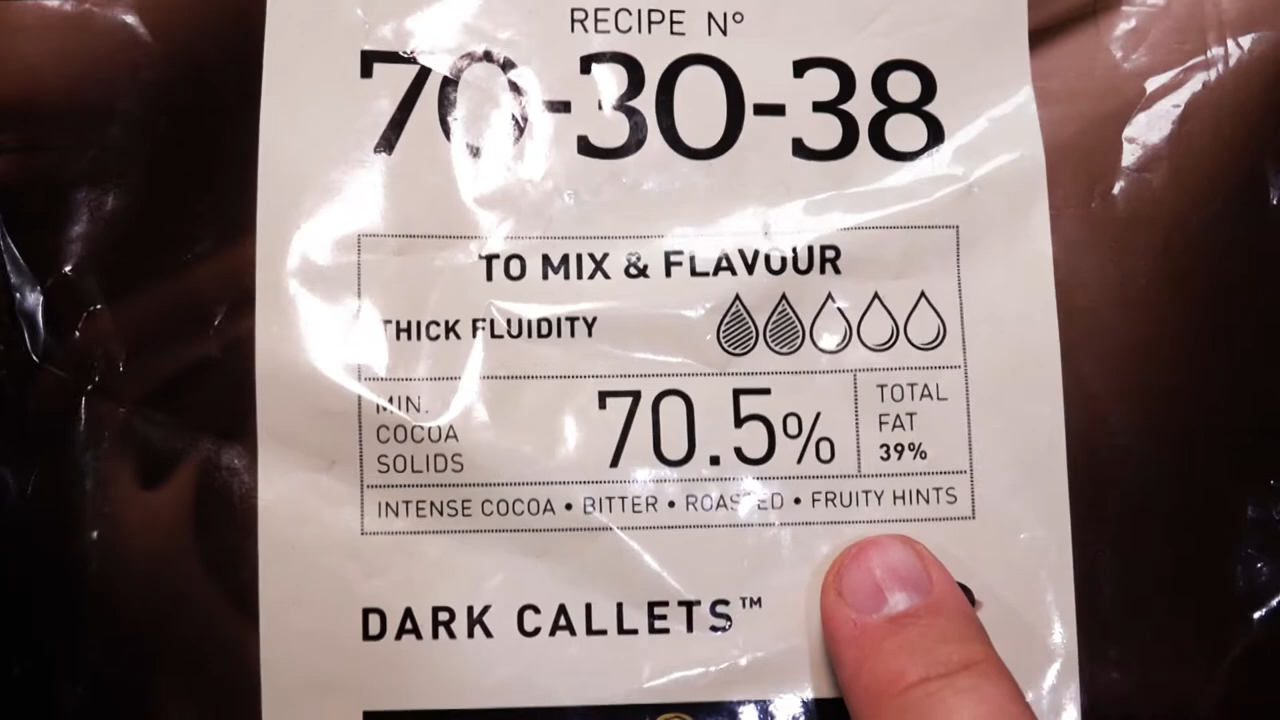 RECIPE N°
70-30-38
TO MIX & FLAVOUR
THICK FLUIDITY
MIN.
COCOA
SOLIDS
70.5%
TOTAL
FAT
39%
INTENSE COCOA • BITTER • ROASTED • FRUITY HINTS
DARK CALLETS™